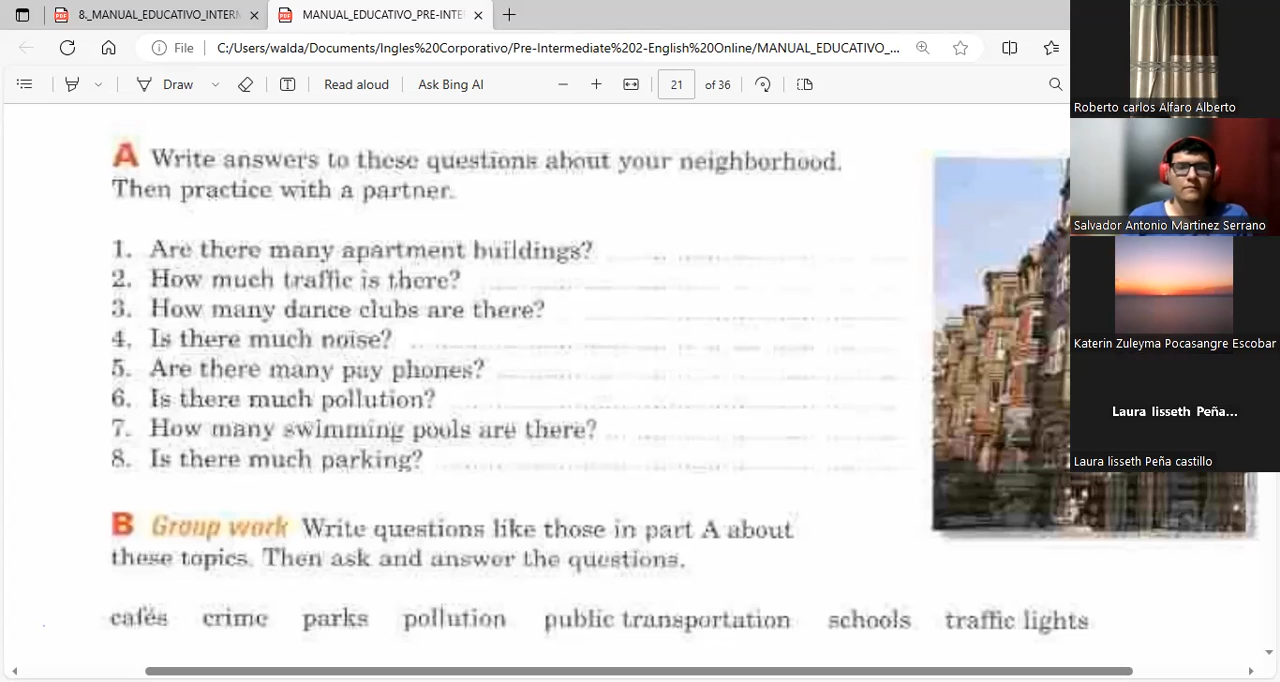 8._MANUAL_EDUCATIVO_INTERN
MANUAL_EDUCATIVO_PRE-INTE
File
C:/Users/walda/Documents/Ingles%20Corporativo/Pre-Intermediate%202-English%20Online/MANUAL_EDUCATIVO_...
Draw
Read aloud
Ask Bing AI
21
of 36
A Write answers to these questions about your neighborhood.
Then practice with a partner.
1. Are there many apartment buildings?
2. How much traffic is there?
3. How many dance clubs are there?
4. Is there much noise?
5. Are there many pay phones?
6. Is there much pollution?
7. How many swimming pools are there?
8. Is there much parking?
B Group work Write questions like those in part A about
these topics. Then ask and answer the questions.
cafés crime parks pollution public transportation schools traffic lights
Roberto carlos Alfaro Alberto
Salvador Antonio Martinez Serrano
Katerin Zuleyma Pocasangre Escobar
Laura lisseth Peña...
Laura lisseth Peña castillo